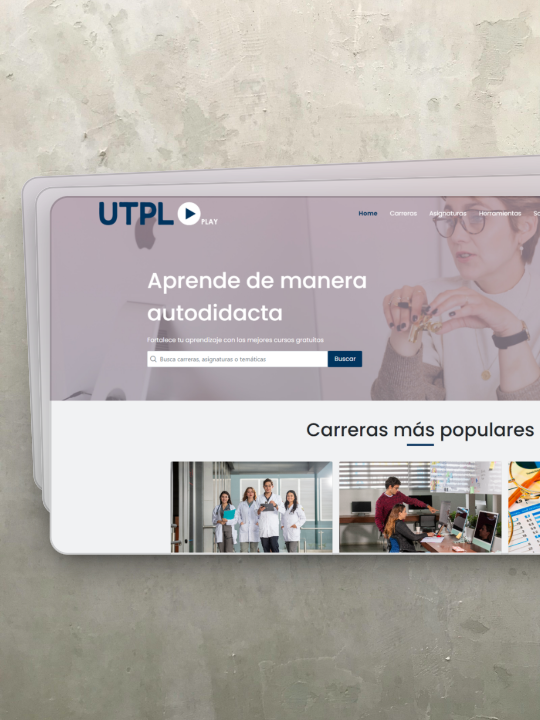 UTPL PLAY
Home Carreras Asignaturas Herramientas
Aprende de manera
autodidacta
Fortalece tu aprendizaje con los mejores cursos gratuitos
Busca carreras, asignaturas o temáticas
Buscar
Carreras más populares